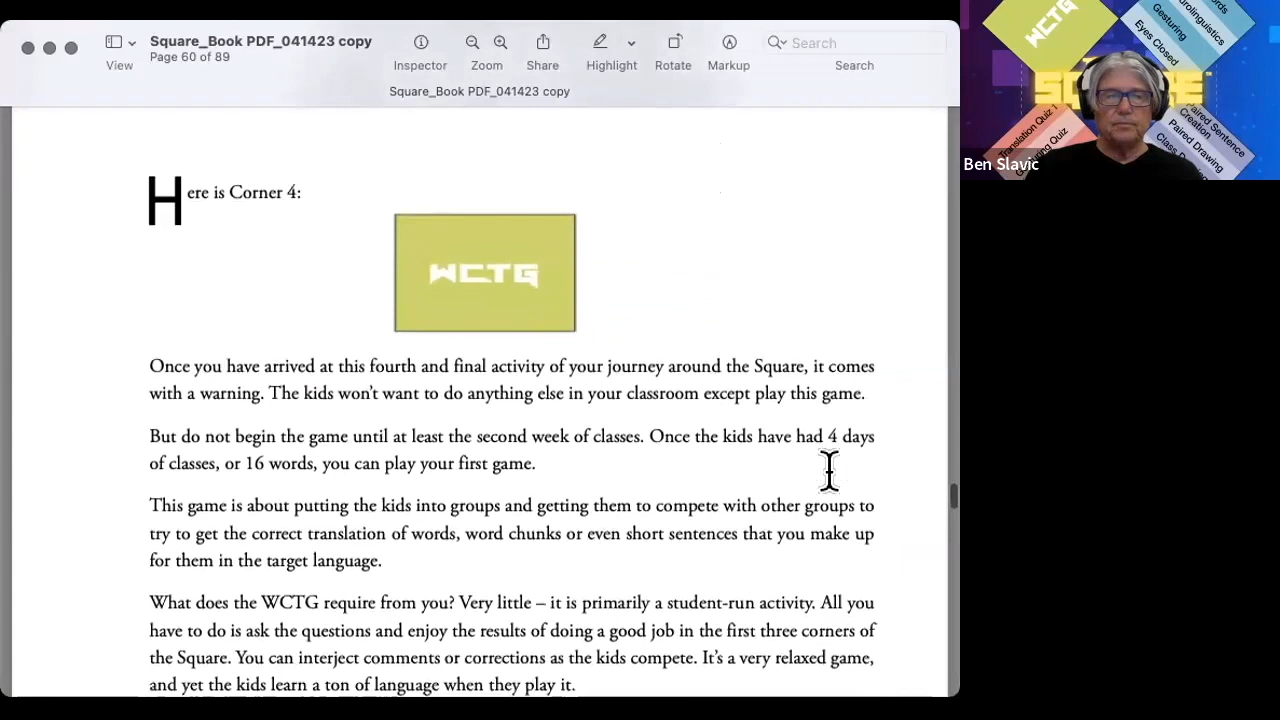 Square_Book PDF_041423 copy
Page 60 of 89
View
Inspector
Zoom
Share
Highlight
Rotate
Markup
Search
Search
Square_Book PDF_041423 copy
Here is Corner 4:
WCTG
Once you have arrived at this fourth and final activity of your journey around the Square, it comes
with a warning. The kids won't want to do anything else in your classroom except play this game.
But do not begin the game until at least the second week of classes. Once the kids have had 4 days
of classes, or 16 words, you can play your first game.
This game is about putting the kids into groups and getting them to compete with other groups to
try to get the correct translation of words, word chunks or even short sentences that you make up
for them in the target language.
What does the WCTG require from you? Very little – it is primarily a student-run activity. All you
have to do is ask the questions and enjoy the results of doing a good job in the first three corners of
the Square. You can interject comments or corrections as the kids compete. It's a very relaxed game,
and yet the kids learn a ton of language when they play it.
WCTG
Gesturing
Eyes Closed
Translation Quiz 1
Quiz
Paired Sentence
Creation
Paired Drawing
Class
Ben Slavic